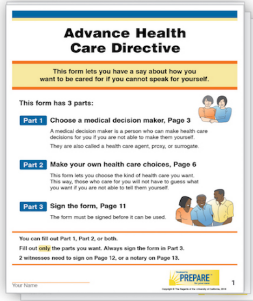 Advance Health
Care Directive
This form lets you have a say about how you
want to be cared for if you cannot speak for yourself.
This form has 3 parts:
Part 1 Choose a medical decision maker, Page 3
A medical decision maker is a person who can make health care
decisions for you if you are not able to make them yourself.
They are also called a health care agent, proxy, or surrogate.
Part 2 Make your own health care choices, Page 6
This form lets you choose the kind of health care you want.
This way, those who care for you will not have to guess what
you want if you are not able to tell them yourself.
Part 3 Sign the form, Page 11
The form must be signed before it can be used.
You can fill out Part 1, Part 2, or both.
Fill out only the parts you want. Always sign the form in Part 3.
2 witnesses need to sign on Page 12, or a notary on Page 13.
Your Name
PREPARE
1